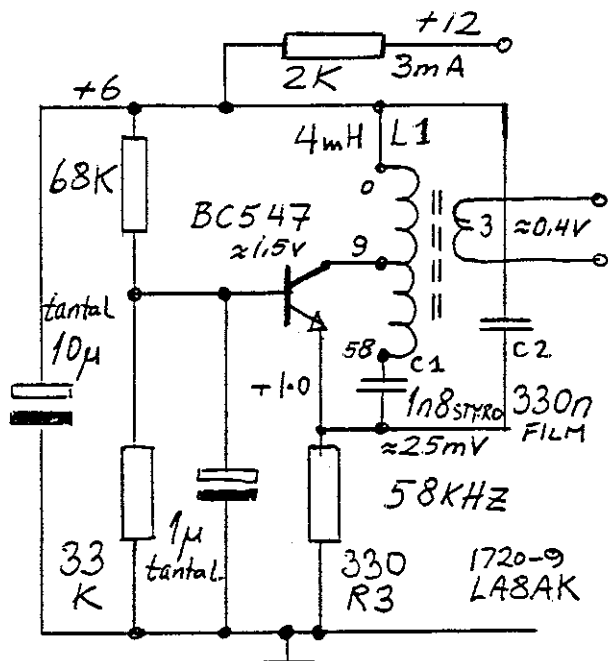 +12
2K 3mA
+6
4mH L1
68K
0
BC547
≈1.5V
9
3 ≈0.4V
tantal
10μ
58
C1
C2
+1.0
1n8 STYRO
330n
FILM
≈25mV
58KHZ
33
K
1μ
tantal
330
R3
1720-9
LA8AK